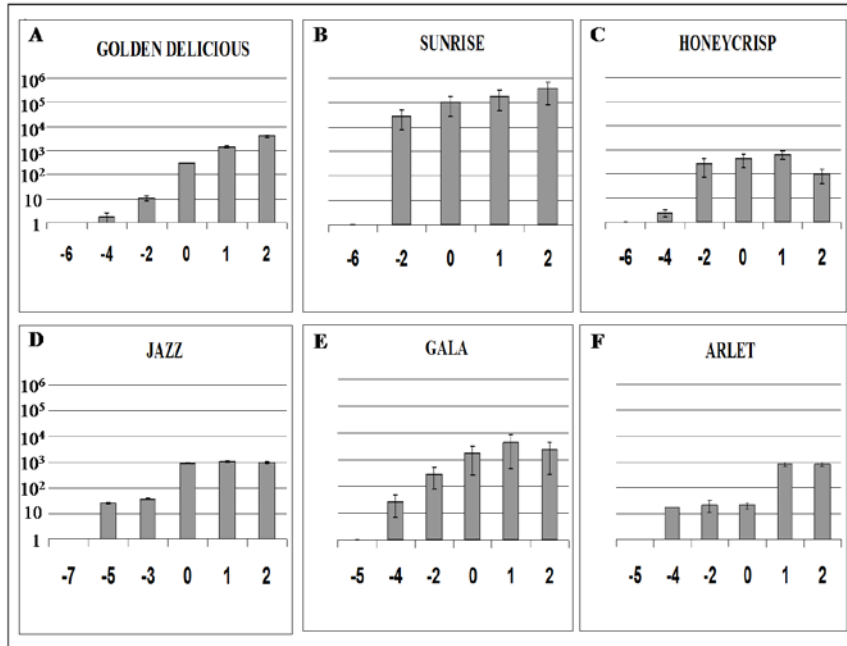 A
GOLDEN DELICIOUS
10⁶
10⁵
10⁴
10³
10²
10
1
-6 -4 -2 0 1 2
B
SUNRISE
-6 -2 0 1 2
C
HONEYCRISP
-6 -4 -2 0 1 2
D
JAZZ
10⁶
10⁵
10⁴
10³
10²
10
1
-7 -5 -3 0 1 2
E
GALA
-5 -4 -2 0 1 2
F
ARLET
-5 -4 -2 0 1 2